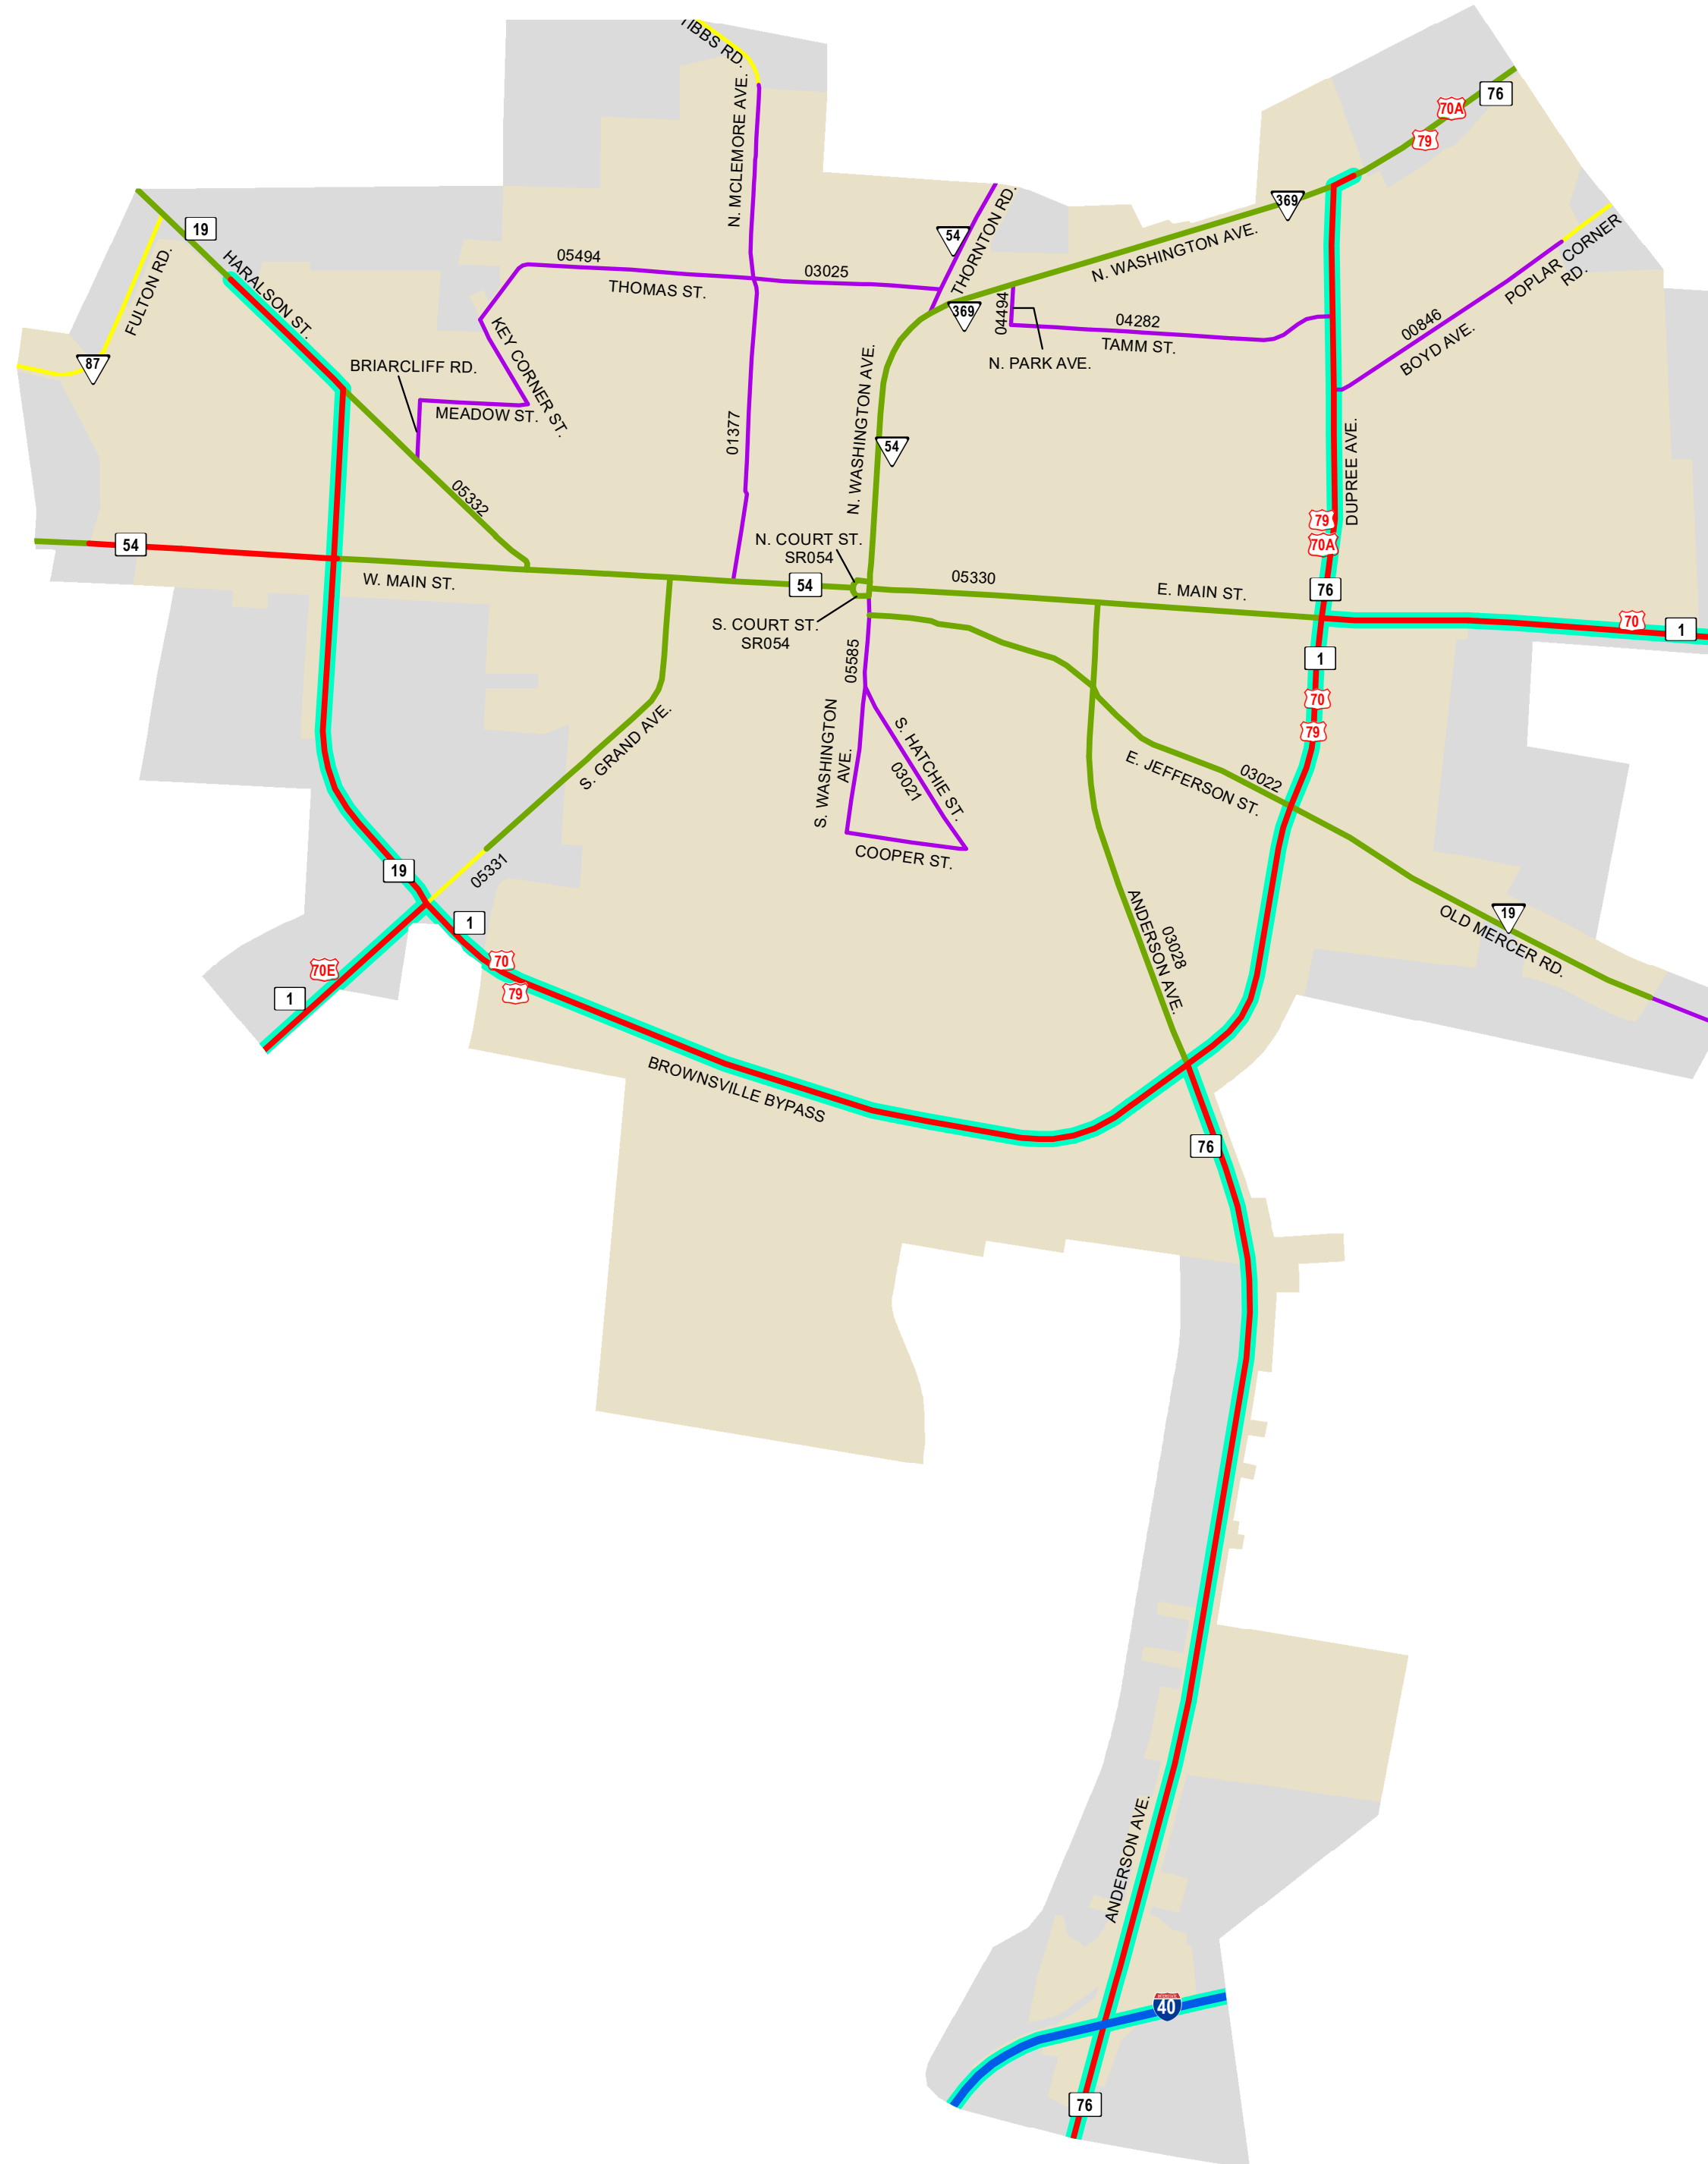 TIBBS RD.
N. MCLEMORE AVE.
76
70A
79
19
HARALSON ST.
FULTON RD.
87
05494
03025
THOMAS ST.
54
THORNTON RD.
369
N. WASHINGTON AVE.
369
04494
04282
TAMM ST.
N. PARK AVE.
POPLAR CORNER
RD.
00846
BOYD AVE.
BRIARCLIFF RD.
KEY CORNER ST.
MEADOW ST.
01377
N. WASHINGTON AVE.
54
DUPREE AVE.
05332
79
70A
76
54
W. MAIN ST.
N. COURT ST.
SR054
54
05330
E. MAIN ST.
S. COURT ST.
SR054
70
1
1
70
79
05585
S. GRAND AVE.
S. WASHINGTON
AVE.
S. HATCHIE ST.
03021
COOPER ST.
E. JEFFERSON ST.
03022
05331
19
1
70
79
70E
1
ANDERSON AVE.
03028
19
OLD MERCER RD.
BROWNSVILLE BYPASS
76
ANDERSON AVE.
40
76